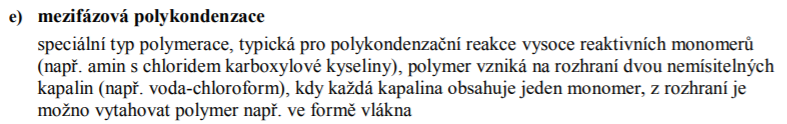 e) mezifázová polykondenzace
speciální typ polymerace, typická pro polykondenzační reakce vysoce reaktivních monomerů
(např. amin s chloridem karboxylové kyseliny), polymer vzniká na rozhraní dvou nemísitelných
kapalin (např. voda-chloroform), kdy každá kapalina obsahuje jeden monomer, z rozhraní je
možno vytahovat polymer např. ve formě vlákna